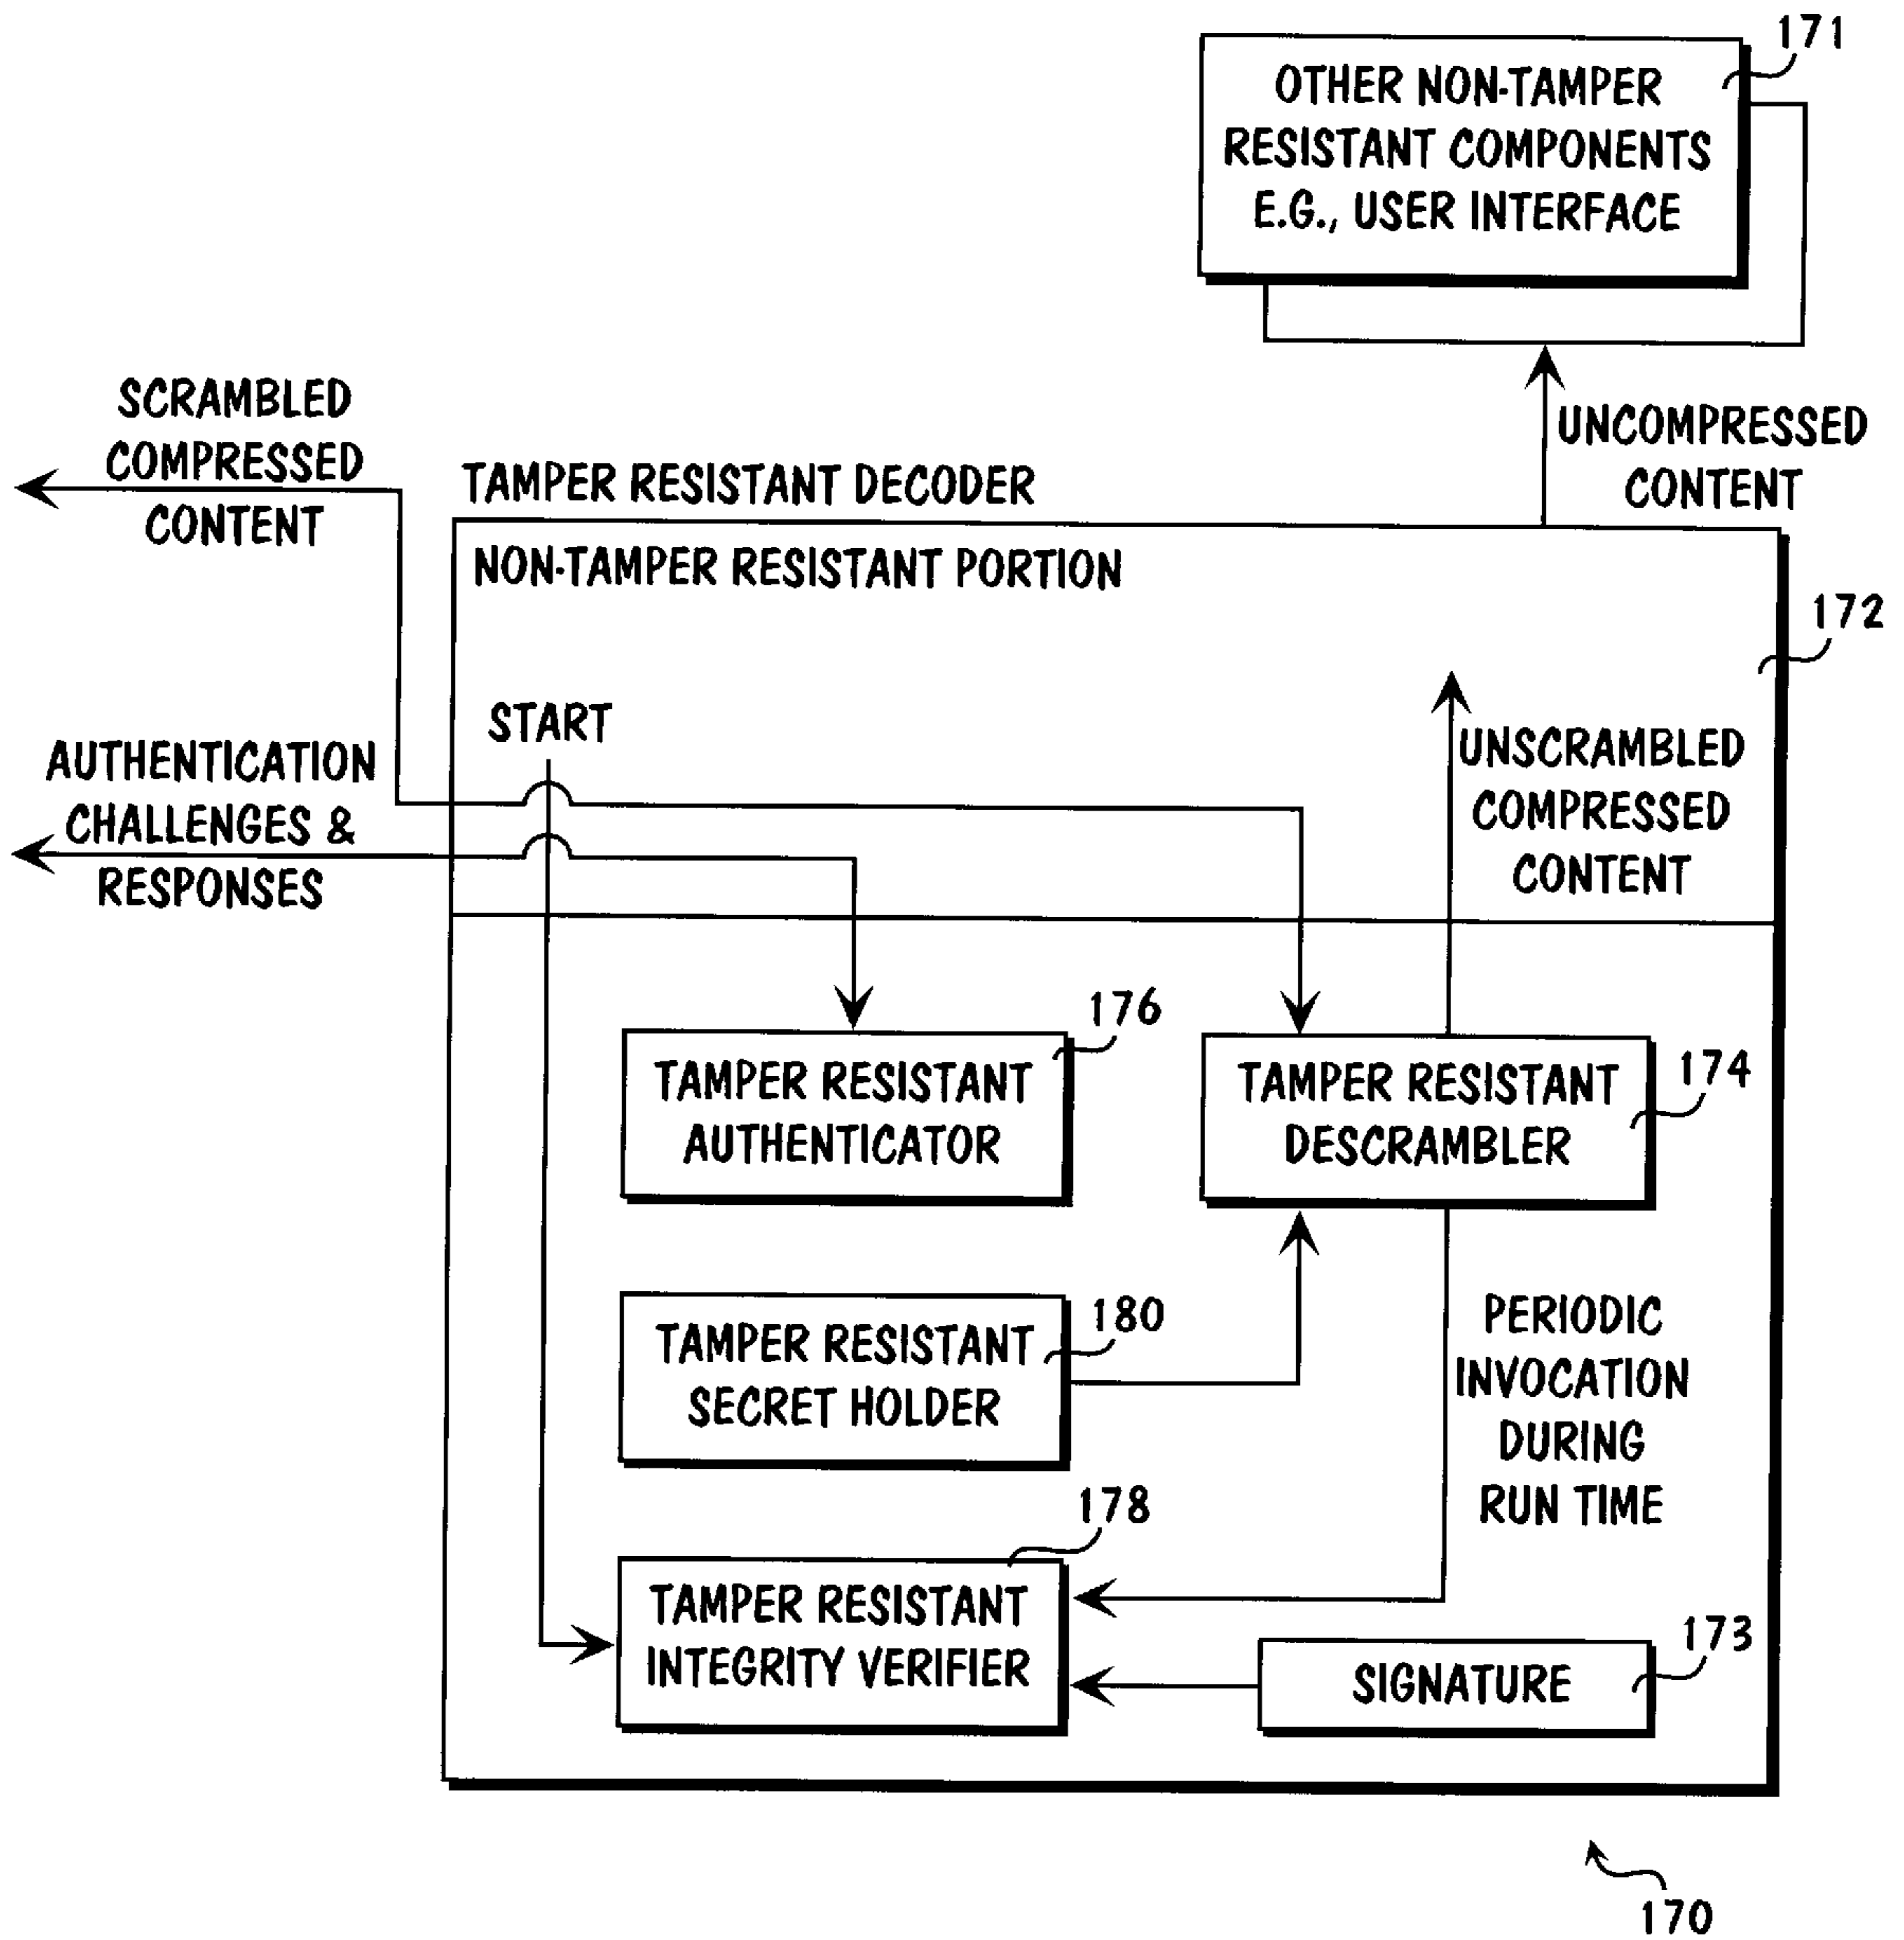 171
OTHER NON-TAMPER
RESISTANT COMPONENTS
E.G., USER INTERFACE
SCRAMBLED
COMPRESSED
CONTENT
UNCOMPRESSED
CONTENT
TAMPER RESISTANT DECODER
NON-TAMPER RESISTANT PORTION
172
START
AUTHENTICATION
CHALLENGES &
RESPONSES
UNSCRAMBLED
COMPRESSED
CONTENT
176
TAMPER RESISTANT
AUTHENTICATOR
174
TAMPER RESISTANT
DESCRAMBLER
180
TAMPER RESISTANT
SECRET HOLDER
PERIODIC
INVOCATION
DURING
RUN TIME
178
TAMPER RESISTANT
INTEGRITY VERIFIER
173
SIGNATURE
170